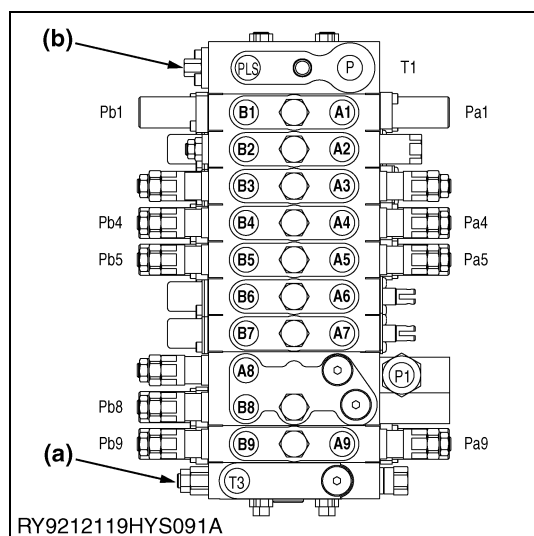 (b)
PLS P T1
Pb1 B1 A1 Pa1
B2 A2
B3 A3
Pb4 B4 A4 Pa4
Pb5 B5 A5 Pa5
B6 A6
B7 A7
A8 P1
Pb8 B8
Pb9 B9 A9 Pa9
(a)
T3
RY9212119HYS091A